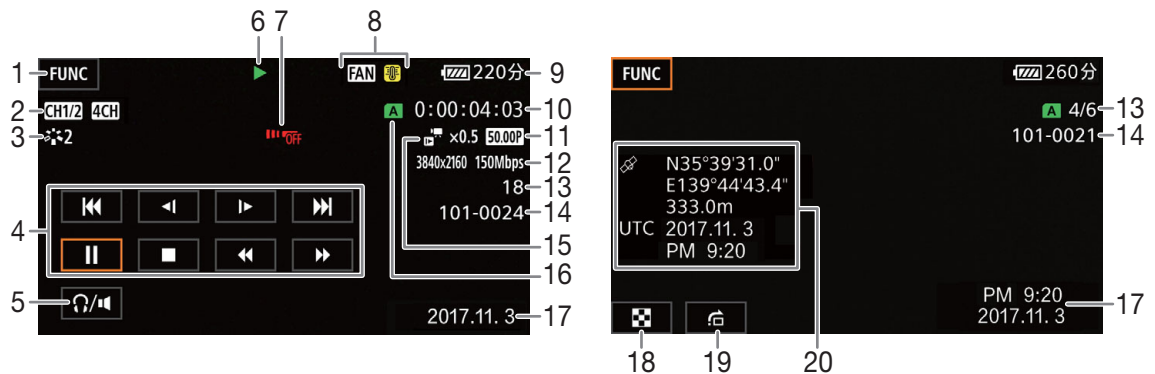 6 7 8
1 FUNC FAN 220分 9
2 CH1/2 4CH A 0:00:04:03 10
3 2 OFF ×0.5 50.00P 11
3840x2160 150Mbps 12
18 13
4 101-0024 14
15
16
5 2017.11. 3 17
FUNC 260分
A 4/6 13
101-0021 14
N35°39'31.0"
E139°44'43.4"
333.0m
UTC 2017.11. 3
PM 9:20
PM 9:20
2017.11. 3 17
18 19 20